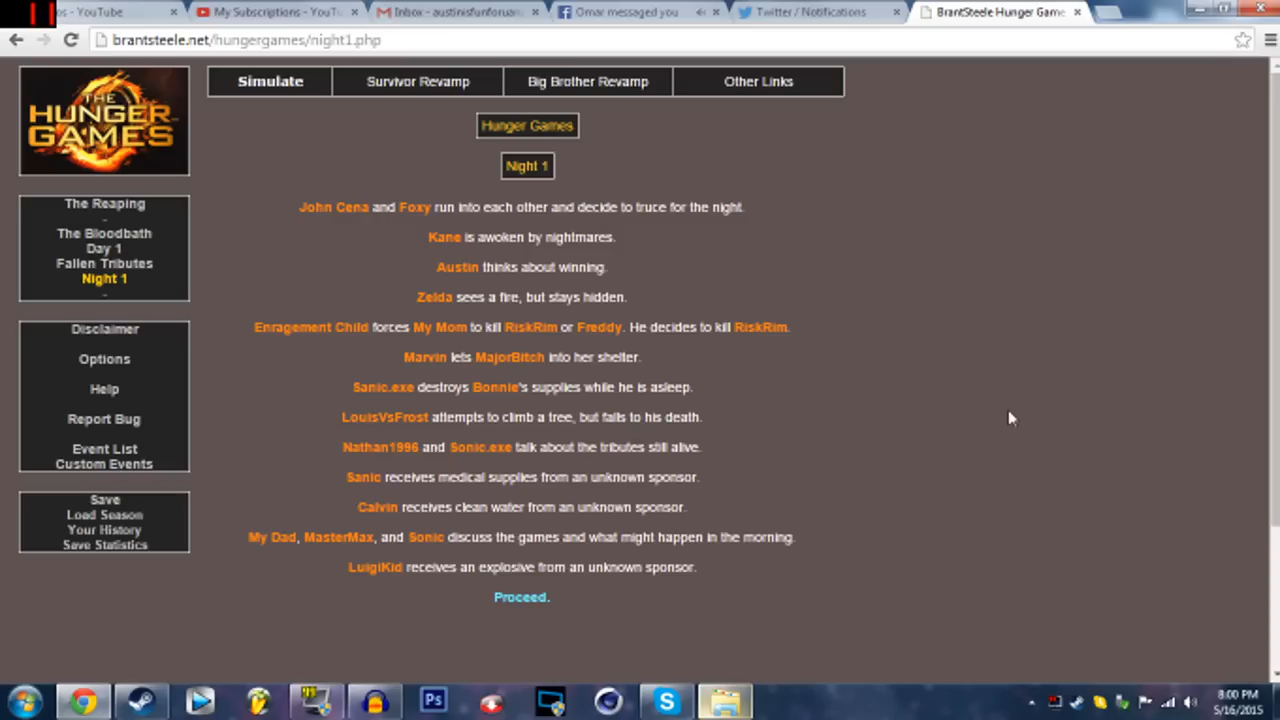 os - YouTube
My Subscriptions - YouTu
Inbox - austinisfunforuan
Omar messaged you
Twitter / Notifications
BrantSteele Hunger Game
brantsteele.net/hungergames/night1.php
THE HUNGER GAMES
Simulate
Survivor Revamp
Big Brother Revamp
Other Links
Hunger Games
Night 1
The Reaping
-
The Bloodbath
Day 1
Fallen Tributes
Night 1
-
Disclaimer
Options
Help
Report Bug
Event List
Custom Events
Save
Load Season
Your History
Save Statistics
John Cena and Foxy run into each other and decide to truce for the night.
Kane is awoken by nightmares.
Austin thinks about winning.
Zelda sees a fire, but stays hidden.
Enragement Child forces My Mom to kill RiskRim or Freddy. He decides to kill RiskRim.
Marvin lets MajorBitch into her shelter.
Sanic.exe destroys Bonnie's supplies while he is asleep.
LouisVsFrost attempts to climb a tree, but falls to his death.
Nathan1996 and Sonic.exe talk about the tributes still alive.
Sanic receives medical supplies from an unknown sponsor.
Calvin receives clean water from an unknown sponsor.
My Dad, MasterMax, and Sonic discuss the games and what might happen in the morning.
LuigiKid receives an explosive from an unknown sponsor.
Proceed.
Ps
8:00 PM
5/16/2015